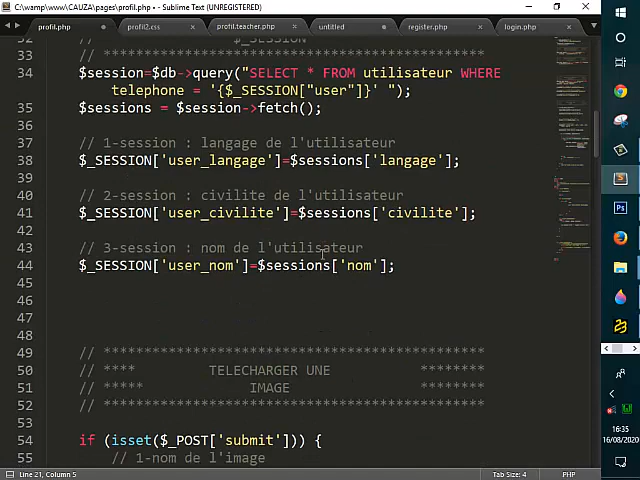 C:\wamp\www\CAUZA\pages\profil.php • - Sublime Text (UNREGISTERED)
profil.php
profil2.css
profil.teacher.php
untitled
register.php
login.php
32 // $_SESSION
33 // ***********************************************
34 $session=$db->query("SELECT * FROM utilisateur WHERE
telephone = '{$_SESSION["user"]}' ");
35 $sessions = $session->fetch();
36
37 // 1-session : langage de l'utilisateur
38 $_SESSION['user_langage']=$sessions['langage'];
39
40 // 2-session : civilite de l'utilisateur
41 $_SESSION['user_civilite']=$sessions['civilite'];
42
43 // 3-session : nom de l'utilisateur
44 $_SESSION['user_nom']=$sessions['nom'];
45
46
47
48
49 // ***********************************************
50 // **** TELECHARGER UNE ********
51 // ***** IMAGE ********
52 // ***********************************************
53
54 if (isset($_POST['submit'])) {
55 // 1-nom de l'image
Line 21, Column 5
Tab Size: 4
PHP
16:35
16/08/2020